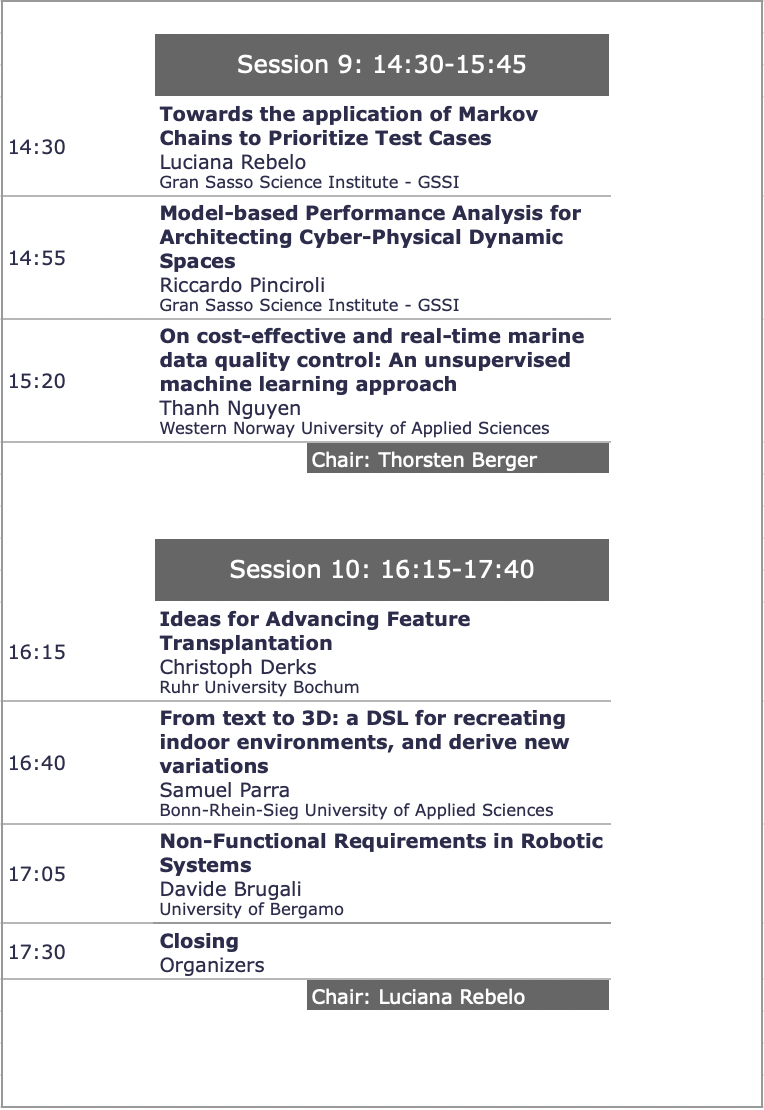 Session 9: 14:30-15:45
14:30
Towards the application of Markov
Chains to Prioritize Test Cases
Luciana Rebelo
Gran Sasso Science Institute - GSSI
14:55
Model-based Performance Analysis for
Architecting Cyber-Physical Dynamic
Spaces
Riccardo Pinciroli
Gran Sasso Science Institute - GSSI
15:20
On cost-effective and real-time marine
data quality control: An unsupervised
machine learning approach
Thanh Nguyen
Western Norway University of Applied Sciences
Chair: Thorsten Berger
Session 10: 16:15-17:40
16:15
Ideas for Advancing Feature
Transplantation
Christoph Derks
Ruhr University Bochum
16:40
From text to 3D: a DSL for recreating
indoor environments, and derive new
variations
Samuel Parra
Bonn-Rhein-Sieg University of Applied Sciences
17:05
Non-Functional Requirements in Robotic
Systems
Davide Brugali
University of Bergamo
17:30
Closing
Organizers
Chair: Luciana Rebelo